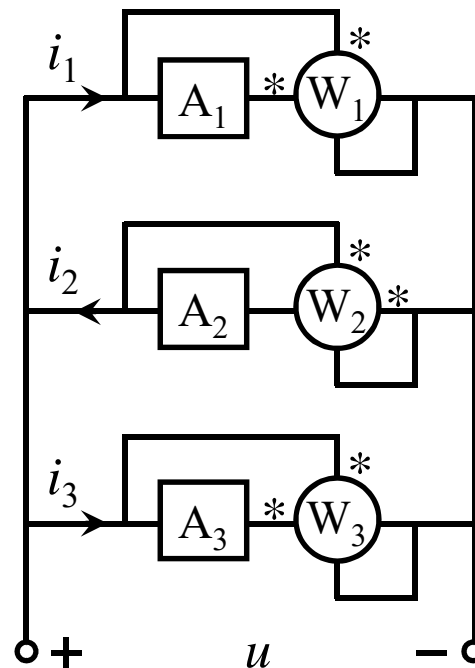 *
i₁ A₁ * W₁
*
i₂ A₂ W₂ *
*
i₃ A₃ * W₃
+ u −